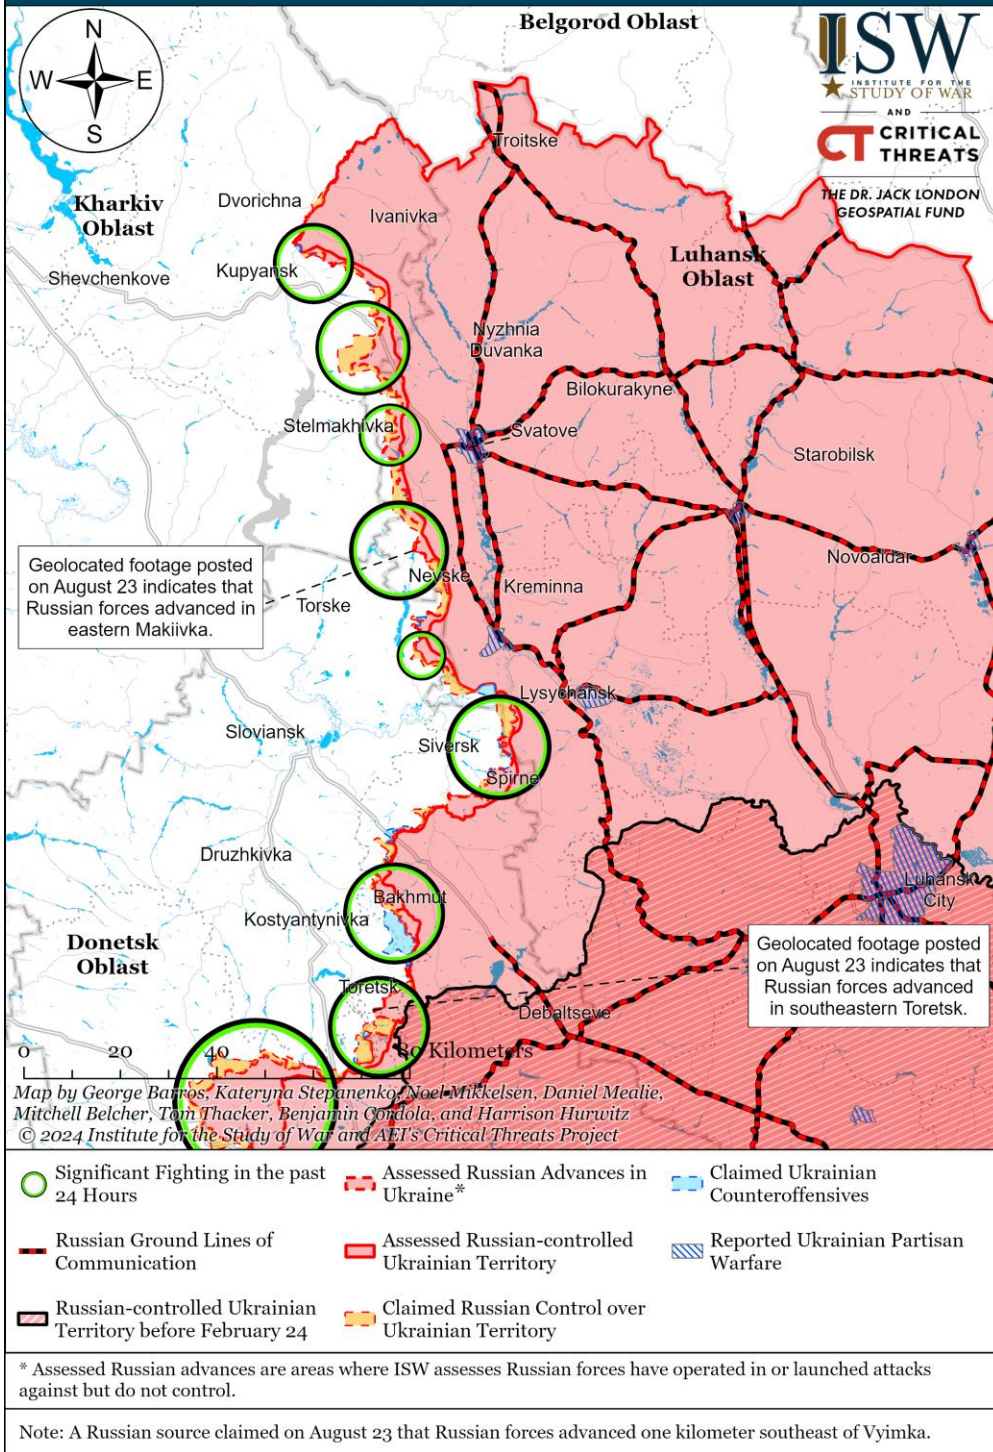 N
W
E
S
Belgorod Oblast
ISW
INSTITUTE FOR THE
STUDY OF WAR
AND
CT CRITICAL
THREATS
THE DR. JACK LONDON
GEOSPATIAL FUND
Troitske
Kharkiv
Oblast
Dvorichna
Ivanivka
Shevchenkove
Kupyansk
Luhansk
Oblast
Nyzhnia
Duvanka
Bilokurakyne
Stelmakhivka
Svatove
Starobilsk
Novoaidar
Geolocated footage posted
on August 23 indicates that
Russian forces advanced in
eastern Makiivka.
Nevske
Torske
Kreminna
Lysychansk
Sloviansk
Siversk
Spirne
Druzhkivka
Bakhmut
Kostyantynivka
Luhansk
City
Donetsk
Oblast
Toretsk
Debaltseve
Geolocated footage posted
on August 23 indicates that
Russian forces advanced
in southeastern Toretsk.
0 20 40 80 Kilometers
Map by George Barros, Kateryna Stepanenko, Noel Mikkelsen, Daniel Mealie,
Mitchell Belcher, Tom Thacker, Benjamin Cordola, and Harrison Hurwitz
© 2024 Institute for the Study of War and AEI's Critical Threats Project
Significant Fighting in the past
24 Hours
Assessed Russian Advances in
Ukraine*
Claimed Ukrainian
Counteroffensives
Russian Ground Lines of
Communication
Assessed Russian-controlled
Ukrainian Territory
Reported Ukrainian Partisan
Warfare
Russian-controlled Ukrainian
Territory before February 24
Claimed Russian Control over
Ukrainian Territory
* Assessed Russian advances are areas where ISW assesses Russian forces have operated in or launched attacks
against but do not control.
Note: A Russian source claimed on August 23 that Russian forces advanced one kilometer southeast of Vyimka.